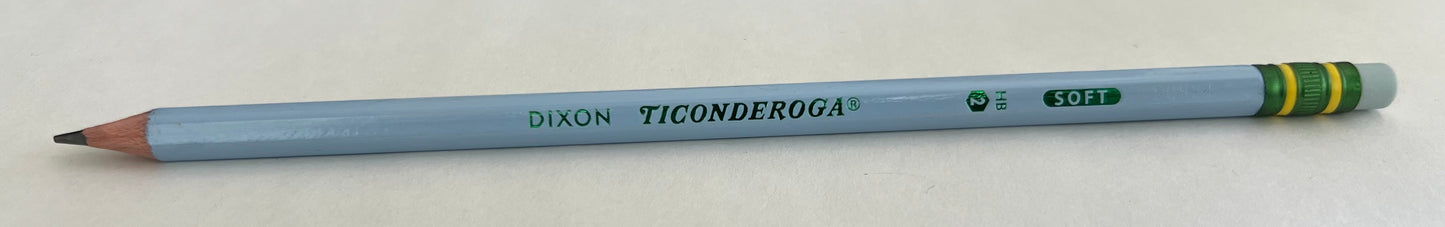 DIXON TICONDEROGA® 2 HB SOFT